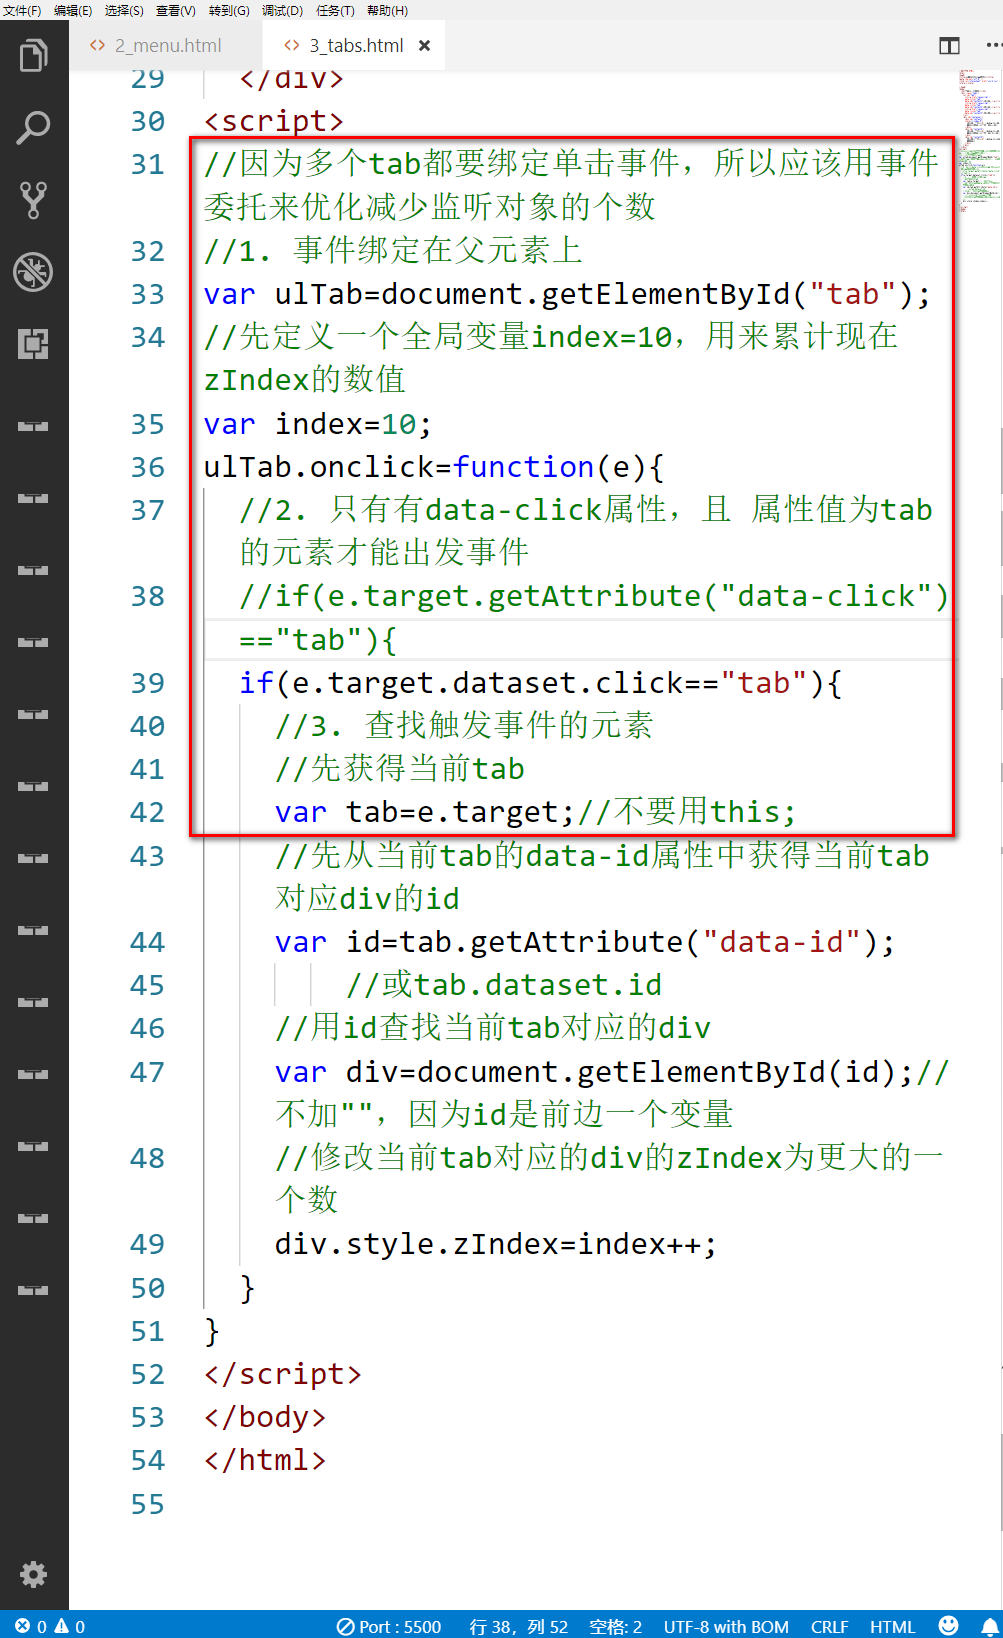 文件(F) 编辑(E) 选择(S) 查看(V) 转到(G) 调试(D) 任务(T) 帮助(H)
<> 2_menu.html <> 3_tabs.html ×
29 </div>
30 <script>
31 //因为多个tab都要绑定单击事件，所以应该用事件
委托来优化减少监听对象的个数
32 //1. 事件绑定在父元素上
33 var ulTab=document.getElementById("tab");
34 //先定义一个全局变量index=10，用来累计现在
zIndex的数值
35 var index=10;
36 ulTab.onclick=function(e){
37 //2. 只有有data-click属性，且 属性值为tab
的元素才能出发事件
38 //if(e.target.getAttribute("data-click")
=="tab"){
39 if(e.target.dataset.click=="tab"){
40 //3. 查找触发事件的元素
41 //先获得当前tab
42 var tab=e.target;//不要用this;
43 //先从当前tab的data-id属性中获得当前tab
对应div的id
44 var id=tab.getAttribute("data-id");
45 //或tab.dataset.id
46 //用id查找当前tab对应的div
47 var div=document.getElementById(id);//
不加""，因为id是前边一个变量
48 //修改当前tab对应的div的zIndex为更大的一
个数
49 div.style.zIndex=index++;
50 }
51 }
52 </script>
53 </body>
54 </html>
55
0 0 Port : 5500 行 38，列 52 空格: 2 UTF-8 with BOM CRLF HTML